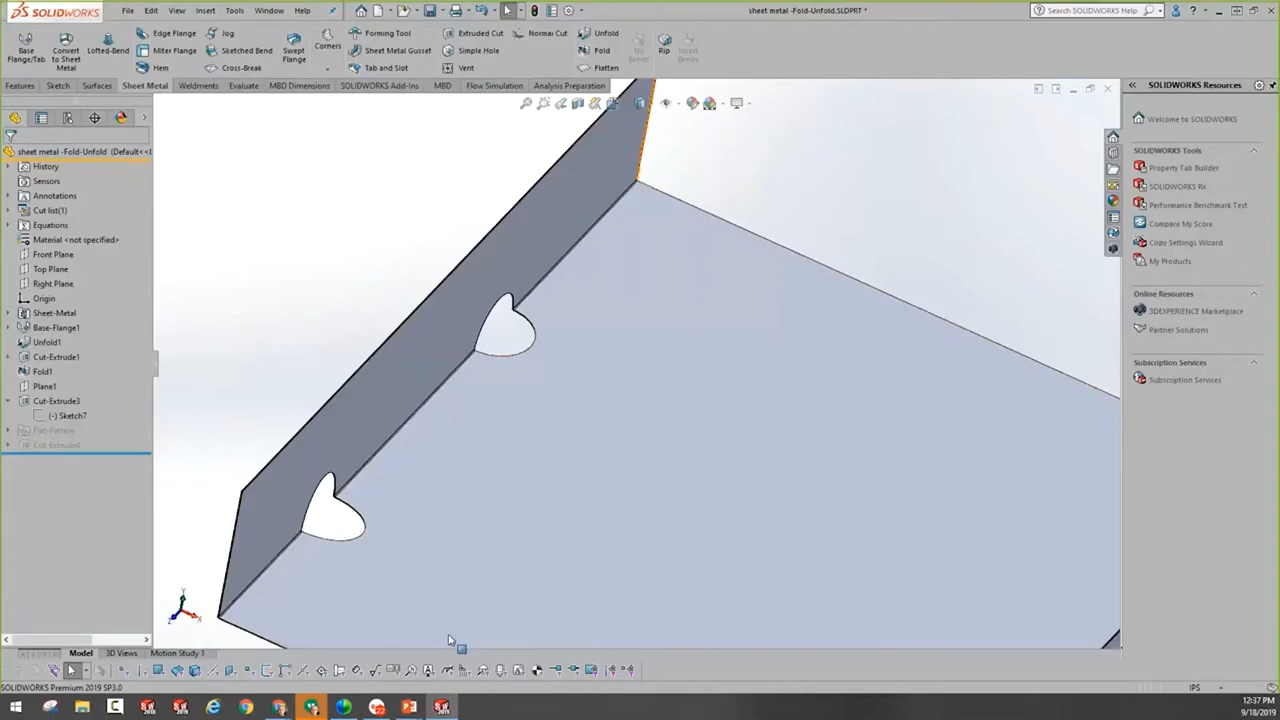 SOLIDWORKS
File
Edit
View
Insert
Tools
Window
Help
sheet metal -Fold-Unfold.SLDPRT *
Search SOLIDWORKS Help
Base Flange/Tab
Convert to Sheet Metal
Lofted-Bend
Edge Flange
Miter Flange
Hem
Jog
Sketched Bend
Cross-Break
Swept Flange
Corners
Forming Tool
Sheet Metal Gusset
Tab and Slot
Extruded Cut
Simple Hole
Vent
Normal Cut
Unfold
Fold
Flatten
No Bends
Rip
Insert Bends
Features
Sketch
Surfaces
Sheet Metal
Weldments
Evaluate
MBD Dimensions
SOLIDWORKS Add-Ins
MBD
Flow Simulation
Analysis Preparation
sheet metal -Fold-Unfold (Default<<
History
Sensors
Annotations
Cut list(1)
Equations
Material <not specified>
Front Plane
Top Plane
Right Plane
Origin
Sheet-Metal
Base-Flange1
Unfold1
Cut-Extrude1
Fold1
Plane1
Cut-Extrude3
(-) Sketch7
Flat-Pattern
Cut-Extrude4
SOLIDWORKS Resources
Welcome to SOLIDWORKS
SOLIDWORKS Tools
Property Tab Builder
SOLIDWORKS Rx
Performance Benchmark Test
Compare My Score
Copy Settings Wizard
My Products
Online Resources
3DEXPERIENCE Marketplace
Partner Solutions
Subscription Services
Subscription Services
Y
X
Z
Model
3D Views
Motion Study 1
SOLIDWORKS Premium 2019 SP3.0
IPS
12:37 PM
9/18/2019